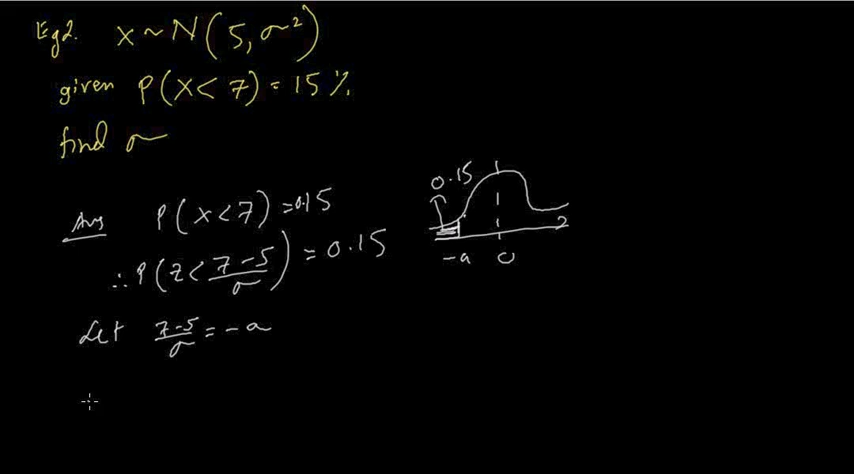 Eg2. X ~ N(5, σ²)
given P(X < 7) = 15%
find σ
Ans P(X < 7) = 0.15
∴ P(Z < (7-5)/σ) = 0.15
Let (7-5)/σ = -a
0.15
-a 0 z